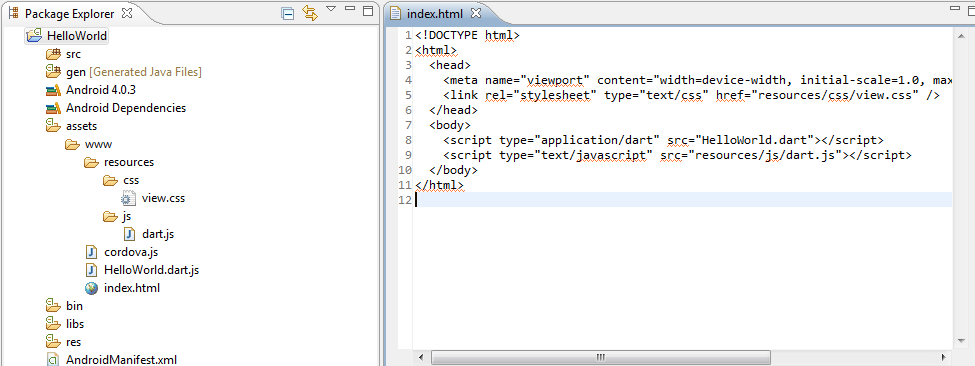 Package Explorer
HelloWorld
src
gen [Generated Java Files]
Android 4.0.3
Android Dependencies
assets
www
resources
css
view.css
js
dart.js
cordova.js
HelloWorld.dart.js
index.html
bin
libs
res
AndroidManifest.xml
index.html
1 <!DOCTYPE html>
2 <html>
3   <head>
4     <meta name="viewport" content="width=device-width, initial-scale=1.0, max
5     <link rel="stylesheet" type="text/css" href="resources/css/view.css" />
6   </head>
7   <body>
8     <script type="application/dart" src="HelloWorld.dart"></script>
9     <script type="text/javascript" src="resources/js/dart.js"></script>
10   </body>
11 </html>
12